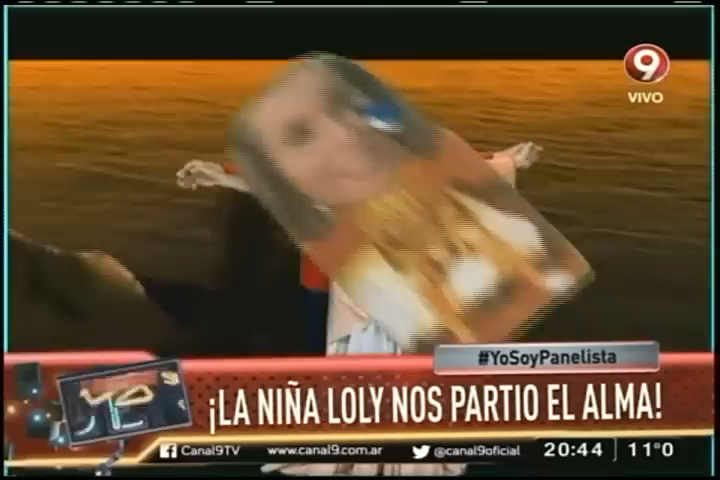 9
VIVO
#YoSoyPanelista
¡LA NIÑA LOLY NOS PARTIO EL ALMA!
Canal9TV www.canal9.com.ar @canal9oficial 20:44 11°0